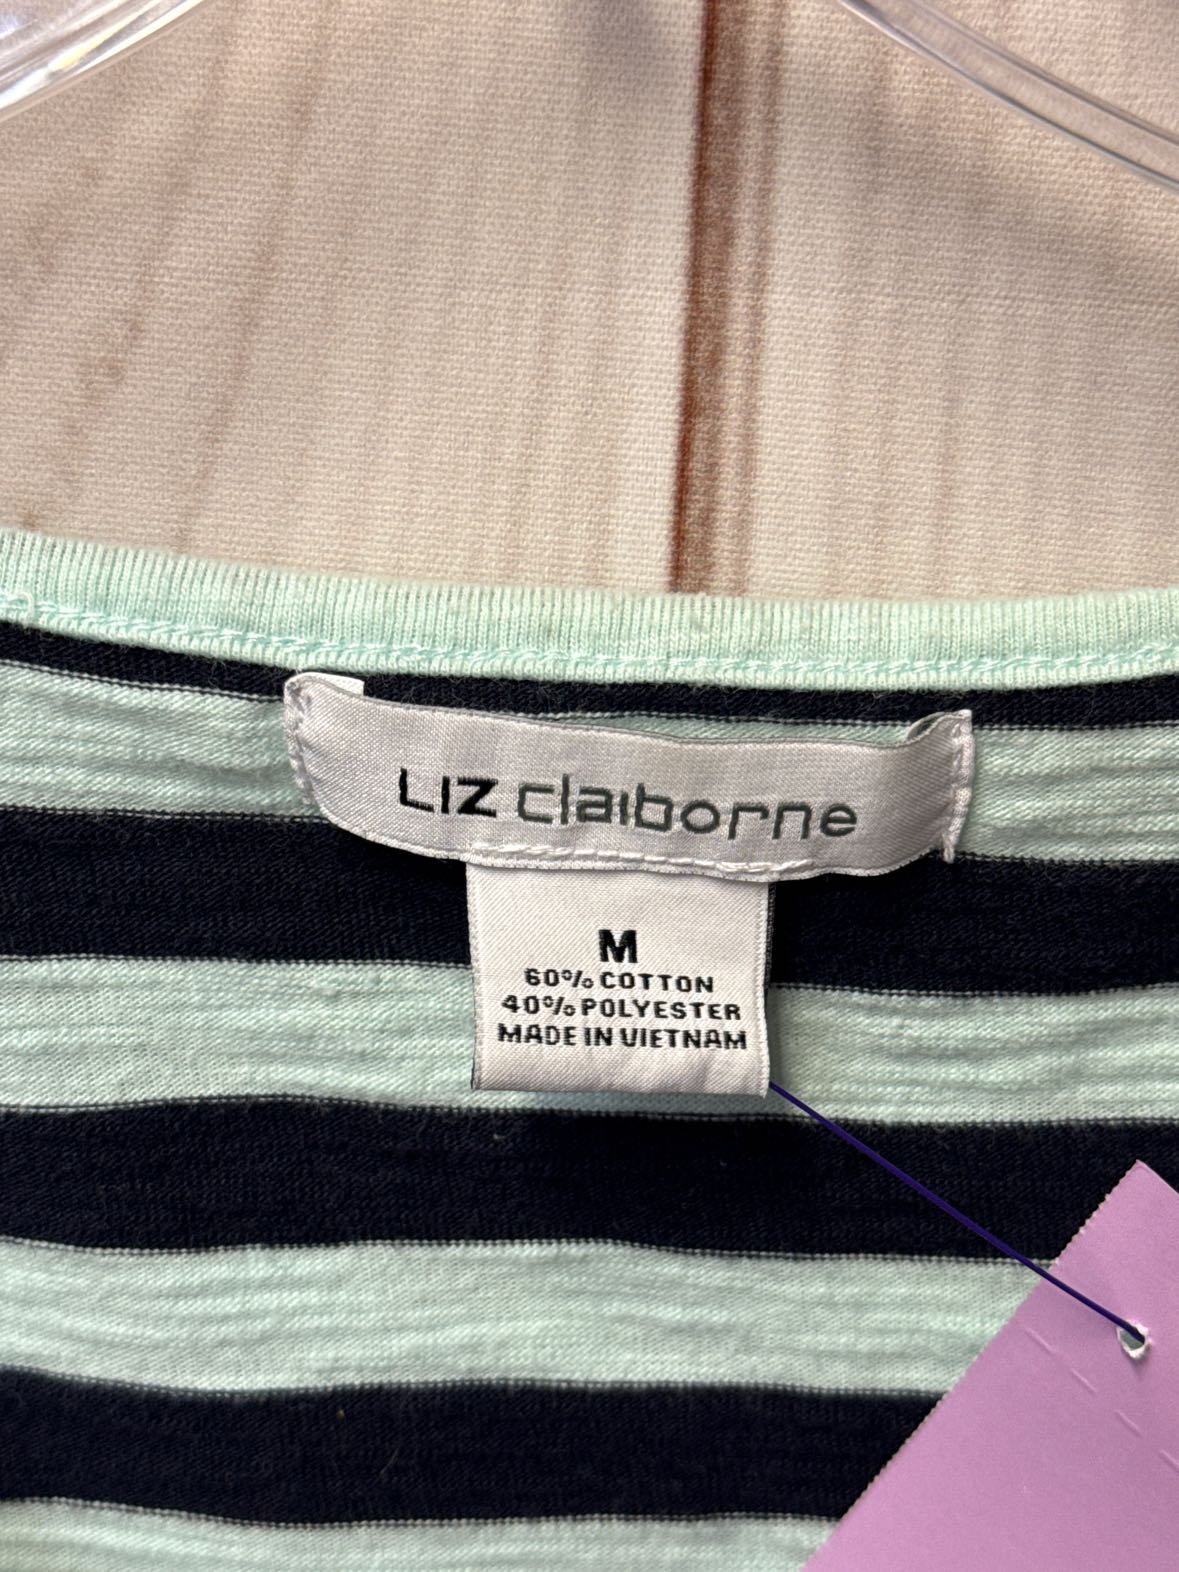 LIZ claiborne
M
60% COTTON
40% POLYESTER
MADE IN VIETNAM